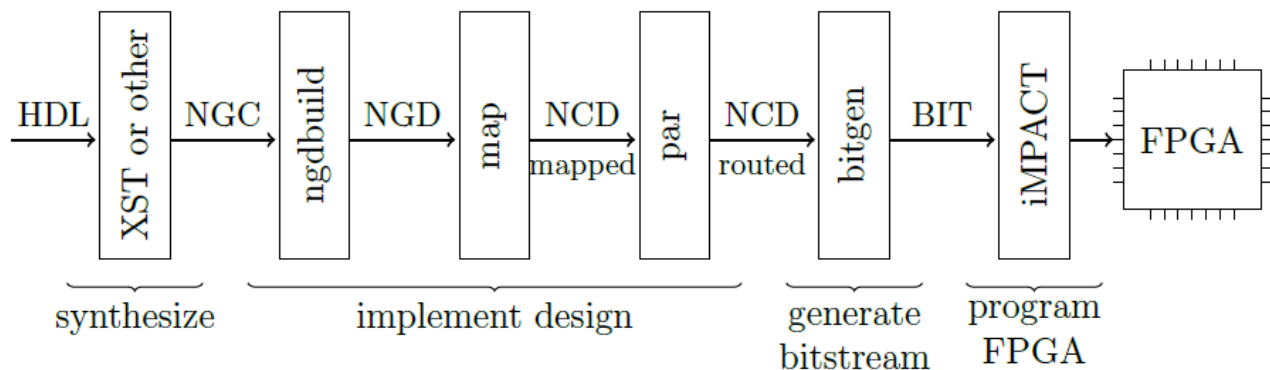 HDL
XST or other
NGC
ngdbuild
NGD
map
NCD
mapped
par
NCD
routed
bitgen
BIT
iMPACT
FPGA
synthesize
implement design
generate
bitstream
program
FPGA